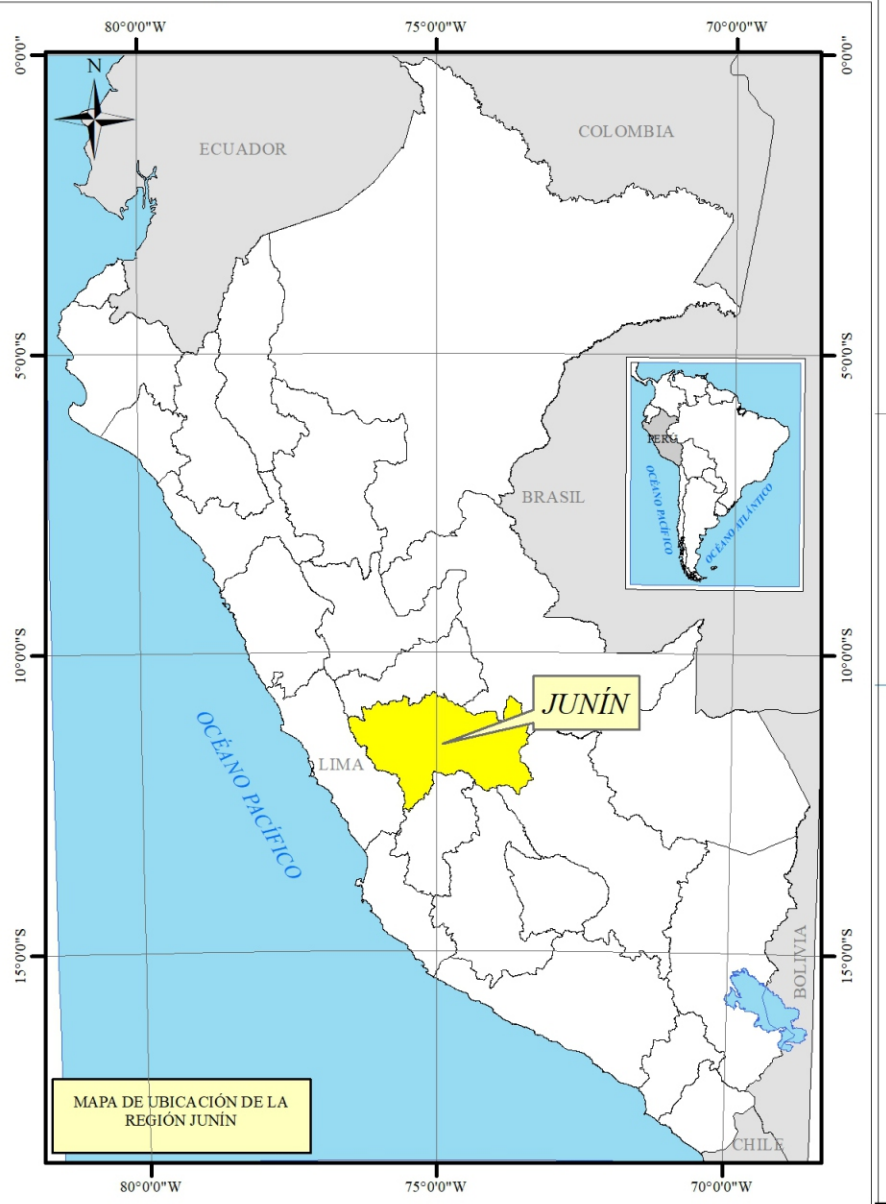 80°0'0"W
75°0'0"W
70°0'0"W
0°0'0"
0°0'0"
N
ECUADOR
COLOMBIA
5°0'0"S
5°0'0"S
BRASIL
PERÚ
OCÉANO PACÍFICO
OCÉANO ATLÁNTICO
10°0'0"S
10°0'0"S
JUNÍN
LIMA
OCÉANO PACÍFICO
15°0'0"S
15°0'0"S
BOLIVIA
MAPA DE UBICACIÓN DE LA
REGIÓN JUNÍN
CHILE
80°0'0"W
75°0'0"W
70°0'0"W